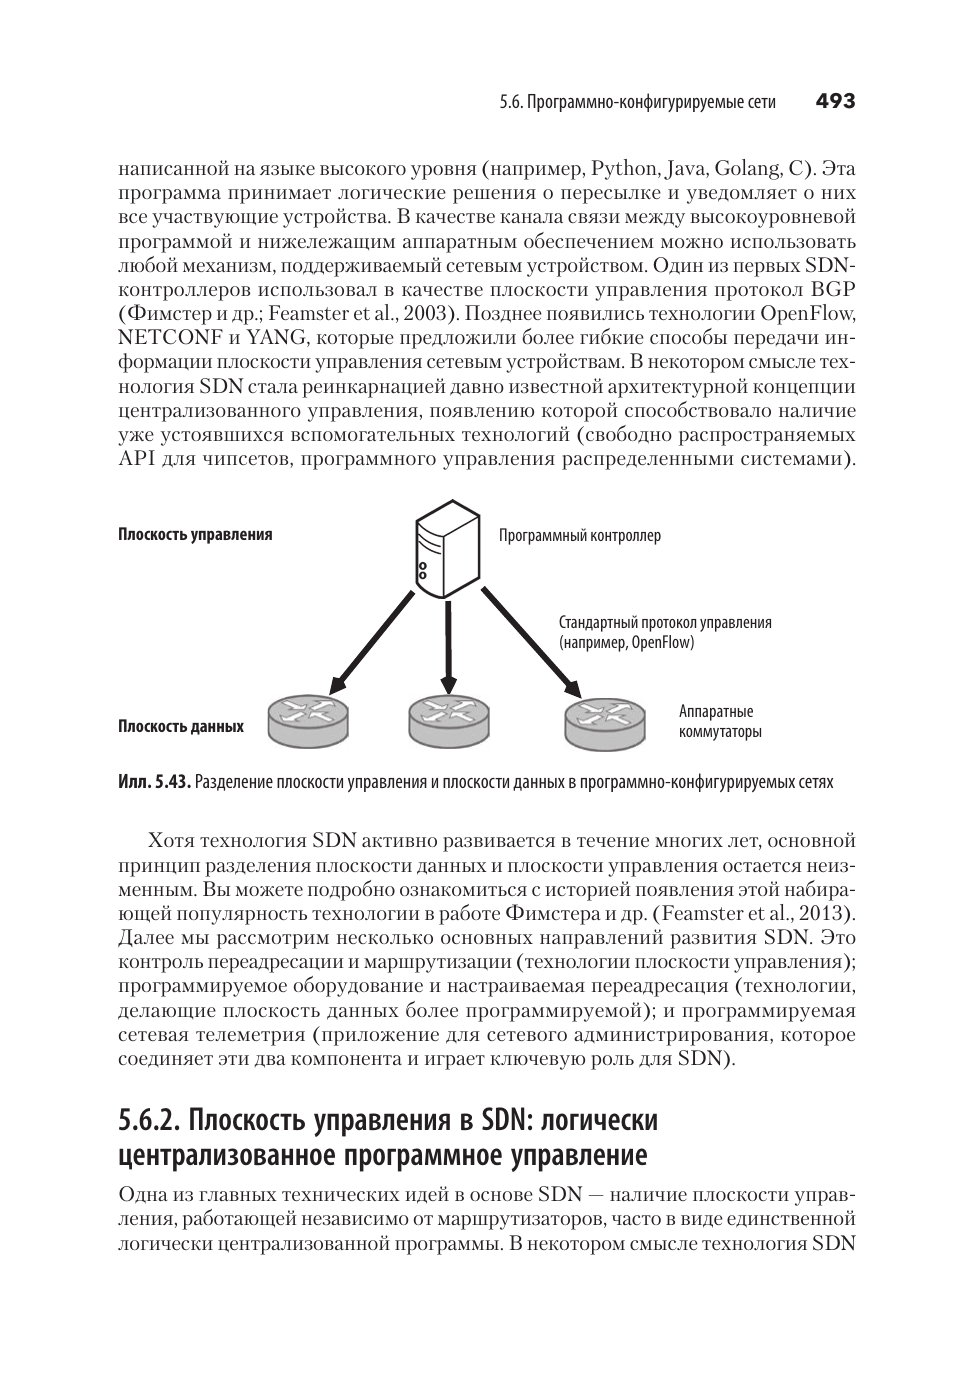 5.6. Программно-конфигурируемые сети 493
написанной на языке высокого уровня (например, Python, Java, Golang, C). Эта
программа принимает логические решения о пересылке и уведомляет о них
все участвующие устройства. В качестве канала связи между высокоуровневой
программой и нижележащим аппаратным обеспечением можно использовать
любой механизм, поддерживаемый сетевым устройством. Один из первых SDN-
контроллеров использовал в качестве плоскости управления протокол BGP
(Фимстер и др.; Feamster et al., 2003). Позднее появились технологии OpenFlow,
NETCONF и YANG, которые предложили более гибкие способы передачи ин-
формации плоскости управления сетевым устройствам. В некотором смысле тех-
нология SDN стала реинкарнацией давно известной архитектурной концепции
централизованного управления, появлению которой способствовало наличие
уже устоявшихся вспомогательных технологий (свободно распространяемых
API для чипсетов, программного управления распределенными системами).
Плоскость управления
Программный контроллер
Стандартный протокол управления
(например, OpenFlow)
Плоскость данных
Аппаратные
коммутаторы
Илл. 5.43. Разделение плоскости управления и плоскости данных в программно-конфигурируемых сетях
Хотя технология SDN активно развивается в течение многих лет, основной
принцип разделения плоскости данных и плоскости управления остается неиз-
менным. Вы можете подробно ознакомиться с историей появления этой набира-
ющей популярность технологии в работе Фимстера и др. (Feamster et al., 2013).
Далее мы рассмотрим несколько основных направлений развития SDN. Это
контроль переадресации и маршрутизации (технологии плоскости управления);
программируемое оборудование и настраиваемая переадресация (технологии,
делающие плоскость данных более программируемой); и программируемая
сетевая телеметрия (приложение для сетевого администрирования, которое
соединяет эти два компонента и играет ключевую роль для SDN).
5.6.2. Плоскость управления в SDN: логически
централизованное программное управление
Одна из главных технических идей в основе SDN — наличие плоскости управ-
ления, работающей независимо от маршрутизаторов, часто в виде единственной
логически централизованной программы. В некотором смысле технология SDN